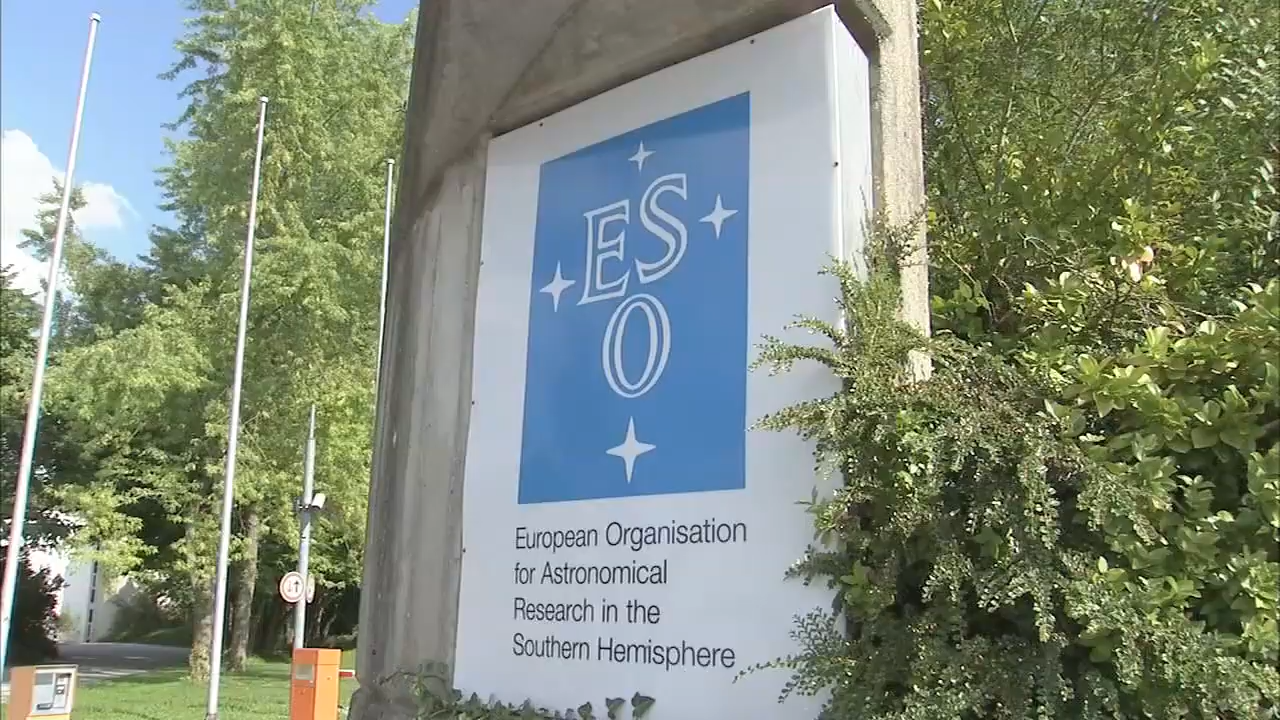 ES
O
European Organisation
for Astronomical
Research in the
Southern Hemisphere